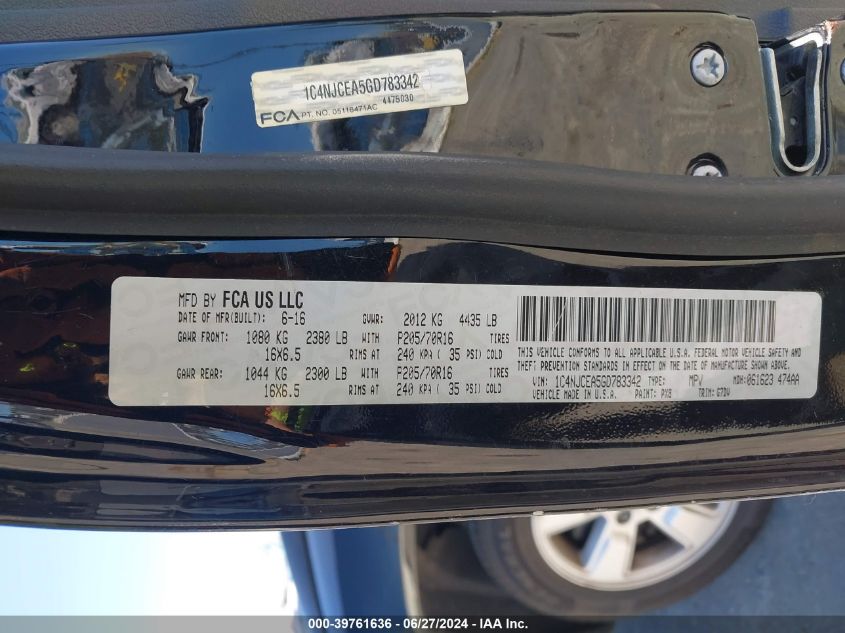 1C4NJCEA5GD783342
FCA PT. NO. 05116471AC 4475030
MFD BY FCA US LLC
DATE OF MFR(BUILT): 6-16 GVWR: 2012 KG 4435 LB
GAWR FRONT: 1080 KG 2380 LB WITH P205/70R16 TIRES
16X6.5 RIMS AT 240 KPA ( 35 PSI) COLD
GAWR REAR: 1044 KG 2300 LB WITH P205/70R16 TIRES
16X6.5 RIMS AT 240 KPA ( 35 PSI) COLD
THIS VEHICLE CONFORMS TO ALL APPLICABLE U.S.A. FEDERAL MOTOR VEHICLE SAFETY AND
THEFT PREVENTION STANDARDS IN EFFECT ON THE DATE OF MANUFACTURE SHOWN ABOVE.
VIN: 1C4NJCEA5GD783342 TYPE: MPV MDH: 061623 474AA
VEHICLE MADE IN U.S.A. PAINT: PX8 TRIM: G7DV
000-39761636 - 06/27/2024 - IAA Inc.